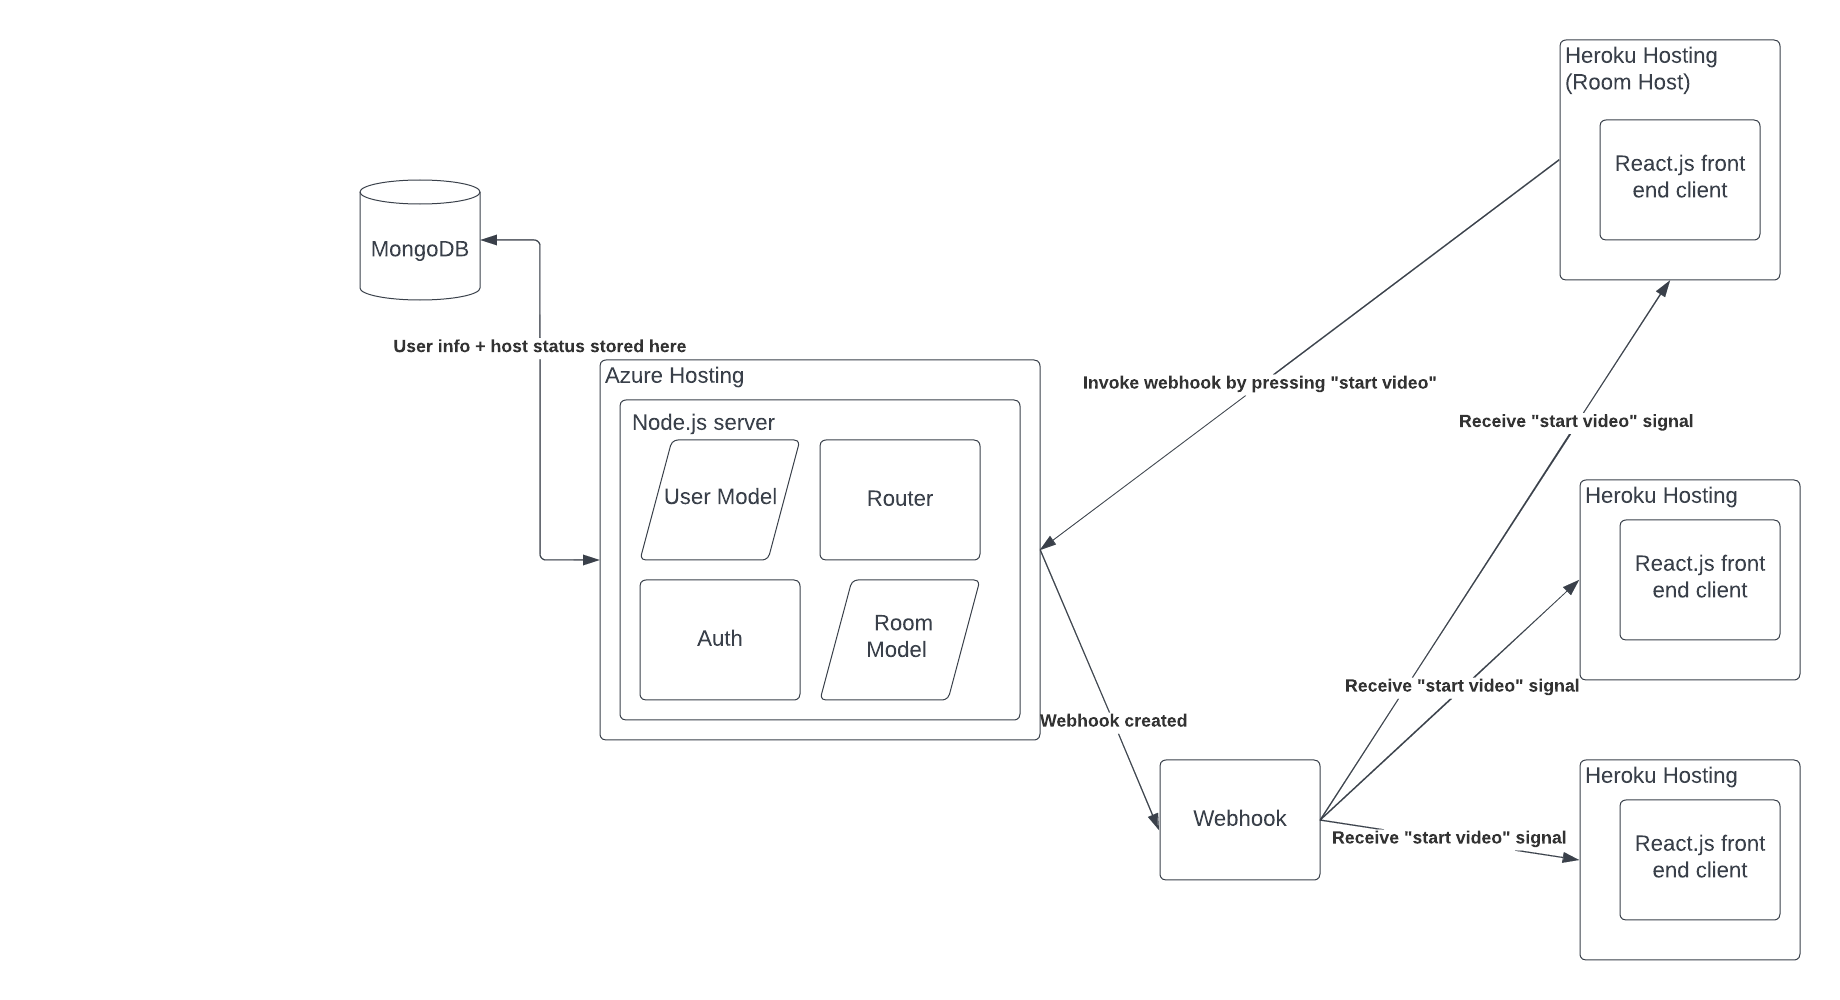 Heroku Hosting
(Room Host)
React.js front
end client
MongoDB
User info + host status stored here
Azure Hosting
Node.js server
User Model
Router
Auth
Room
Model
Invoke webhook by pressing "start video"
Receive "start video" signal
Heroku Hosting
React.js front
end client
Receive "start video" signal
Webhook created
Webhook
Receive "start video" signal
Heroku Hosting
React.js front
end client